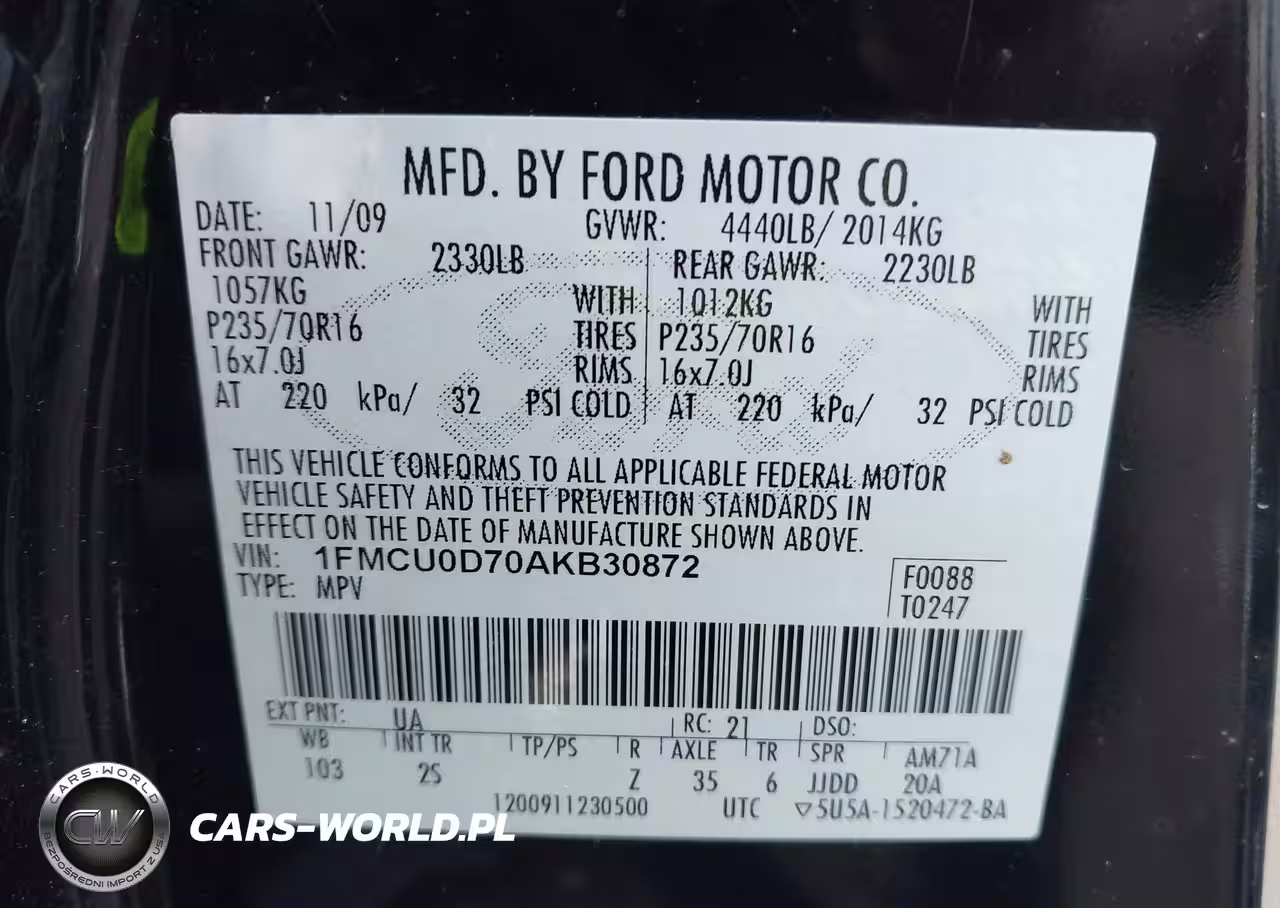 MFD. BY FORD MOTOR CO.
DATE: 11/09 GVWR: 4440LB/ 2014KG
FRONT GAWR: 2330LB REAR GAWR: 2230LB
1057KG WITH 1012KG WITH
P235/70R16 TIRES P235/70R16 TIRES
16x7.0J RIMS 16x7.0J RIMS
AT 220 kPa/ 32 PSI COLD AT 220 kPa/ 32 PSI COLD
THIS VEHICLE CONFORMS TO ALL APPLICABLE FEDERAL MOTOR
VEHICLE SAFETY AND THEFT PREVENTION STANDARDS IN
EFFECT ON THE DATE OF MANUFACTURE SHOWN ABOVE.
VIN: 1FMCU0D70AKB30872
TYPE: MPV
F0088
T0247
EXT PNT: UA RC: 21 DSO:
WB INT TR TP/PS R AXLE TR SPR AM71A
103 2S Z 35 6 JJDD 20A
1200911230500 UTC ▽5U5A-1520472-BA
CARS-WORLD
CW
BEZPOŚREDNI IMPORT Z USA
CARS-WORLD.PL